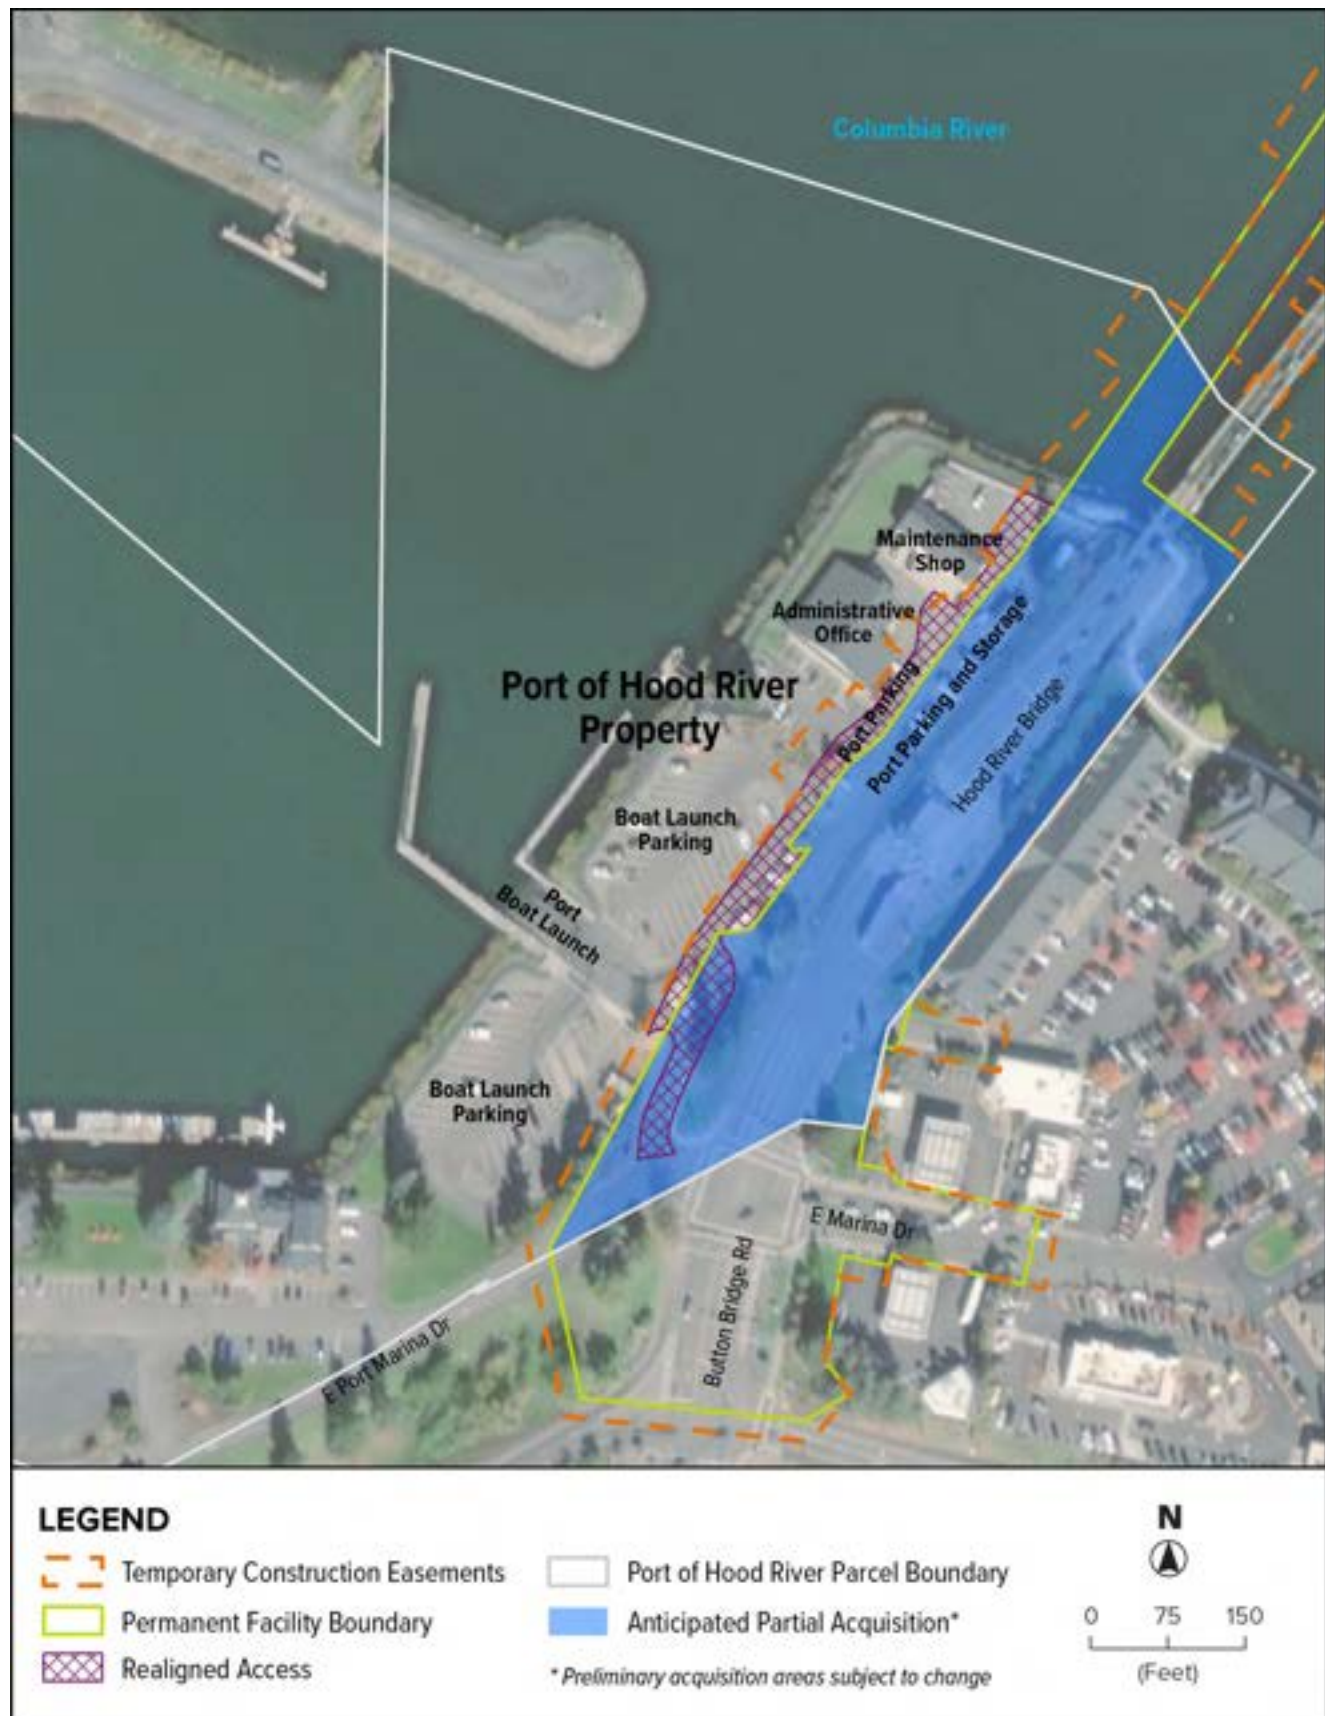 Columbia River
Maintenance
Shop
Administrative
Office
Port of Hood River
Property
Port Parking
Port Parking and Storage
Hood River Bridge
Boat Launch
Parking
Port
Boat Launch
Boat Launch
Parking
E Marina Dr
Button Bridge Rd
E Port Marina Dr
LEGEND
Temporary Construction Easements
Permanent Facility Boundary
Realigned Access
Port of Hood River Parcel Boundary
Anticipated Partial Acquisition*
* Preliminary acquisition areas subject to change
N
0 75 150
(Feet)